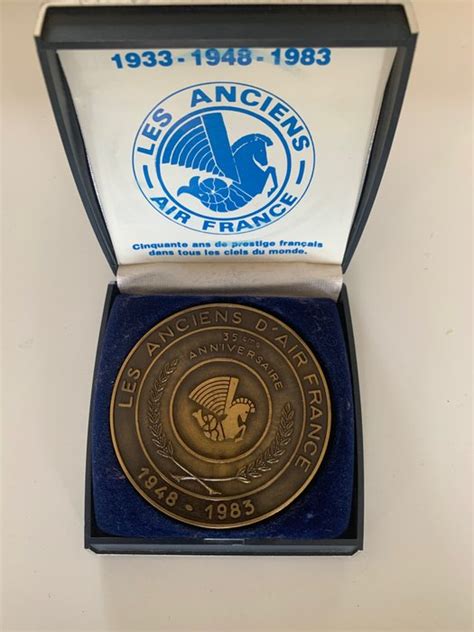 1933 - 1948 - 1983
LES ANCIENS
AIR FRANCE
Cinquante ans de prestige français
dans tous les ciels du monde.
LES ANCIENS D'AIR FRANCE
35ème
ANNIVERSAIRE
1948 • 1983